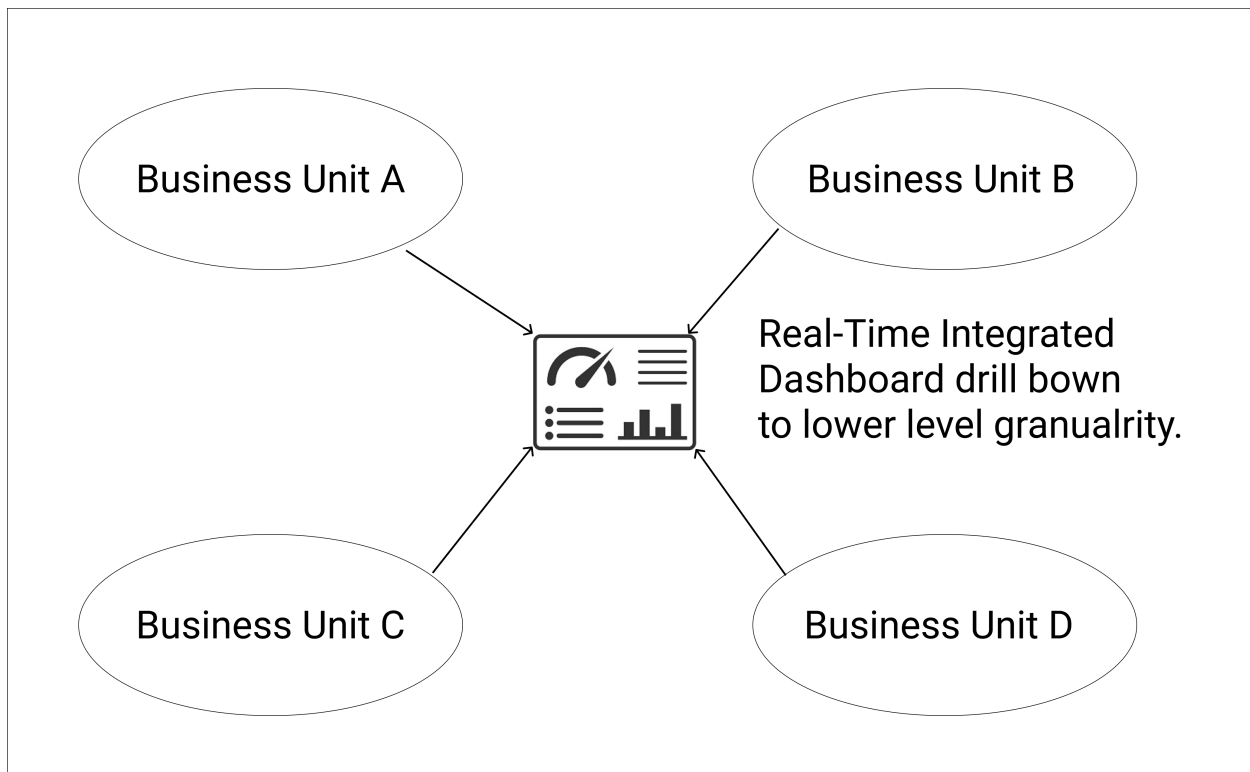 Business Unit A
Business Unit B
Real-Time Integrated
Dashboard drill bown
to lower level granualrity.
Business Unit C
Business Unit D